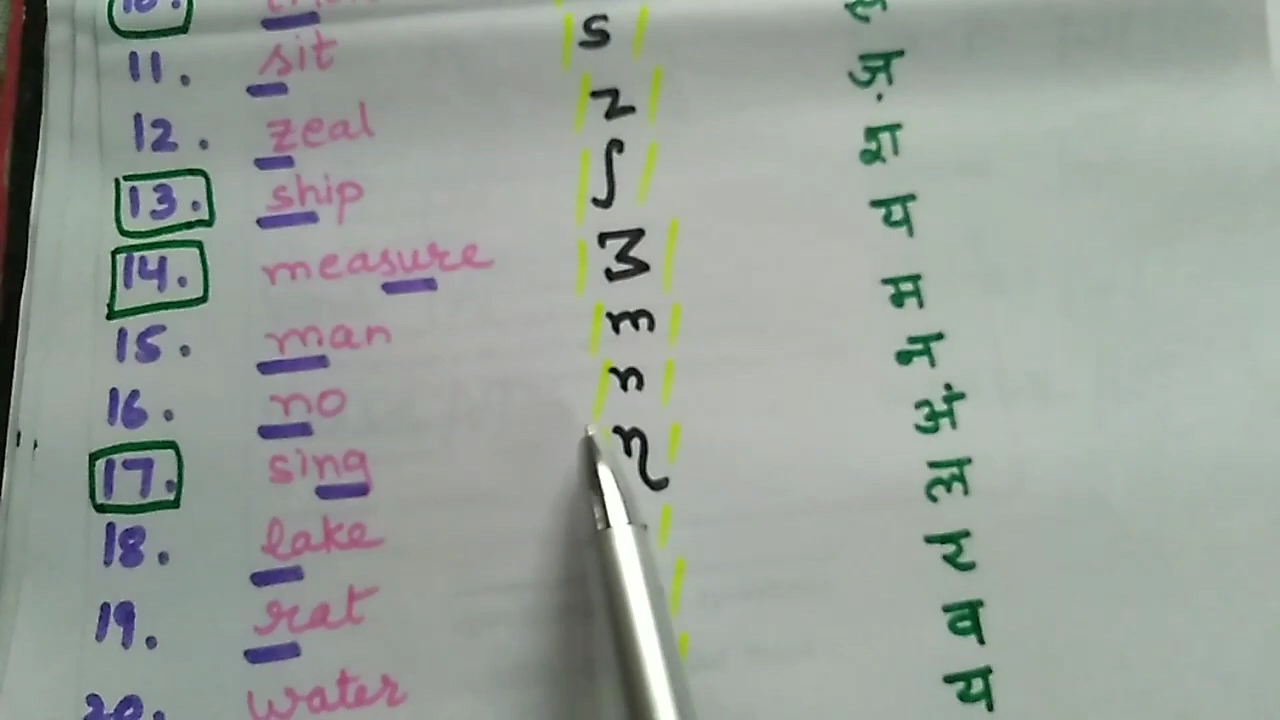 11. sit s
12. zeal z ज़
13. ship ʃ श
14. measure ʒ य
15. man m म
16. no n न
17. sing ŋ अं
18. lake ल
19. rat र
20. water व
य